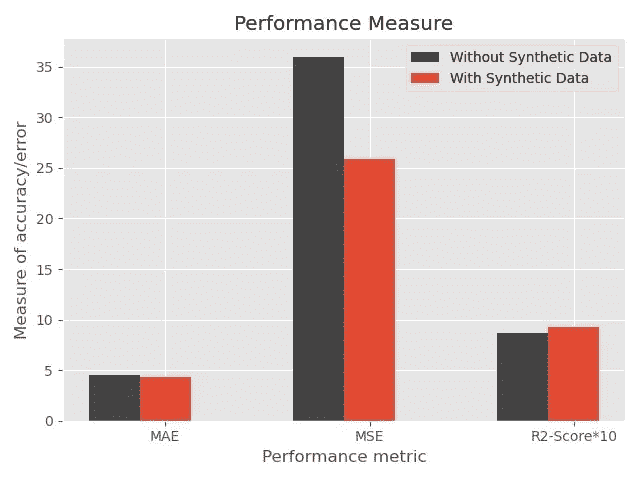 Performance Measure
Without Synthetic Data
With Synthetic Data
Measure of accuracy/error
35
30
25
20
15
10
5
0
MAE
MSE
R2-Score*10
Performance metric